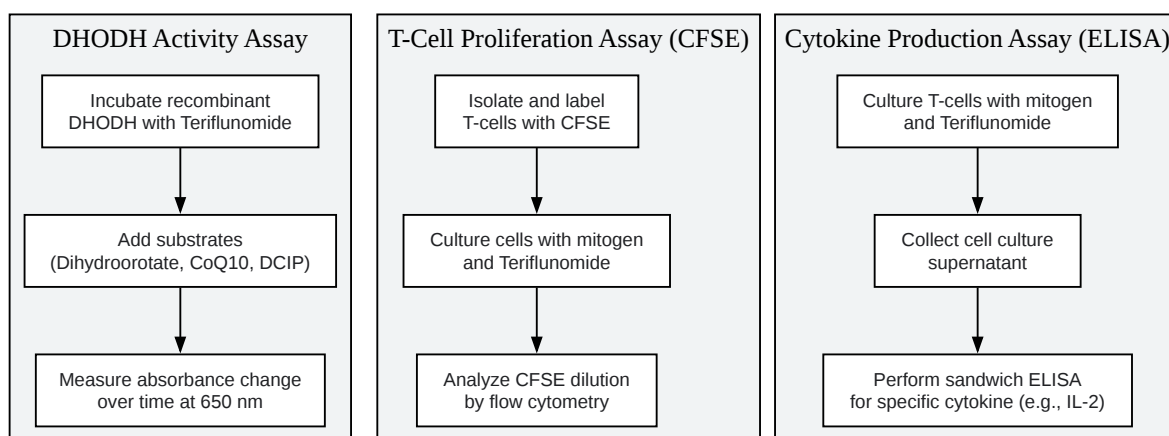 DHODH Activity Assay
Incubate recombinant
DHODH with Teriflunomide
Add substrates
(Dihydroorotate, CoQ10, DCIP)
Measure absorbance change
over time at 650 nm
T-Cell Proliferation Assay (CFSE)
Isolate and label
T-cells with CFSE
Culture cells with mitogen
and Teriflunomide
Analyze CFSE dilution
by flow cytometry
Cytokine Production Assay (ELISA)
Culture T-cells with mitogen
and Teriflunomide
Collect cell culture
supernatant
Perform sandwich ELISA
for specific cytokine (e.g., IL-2)